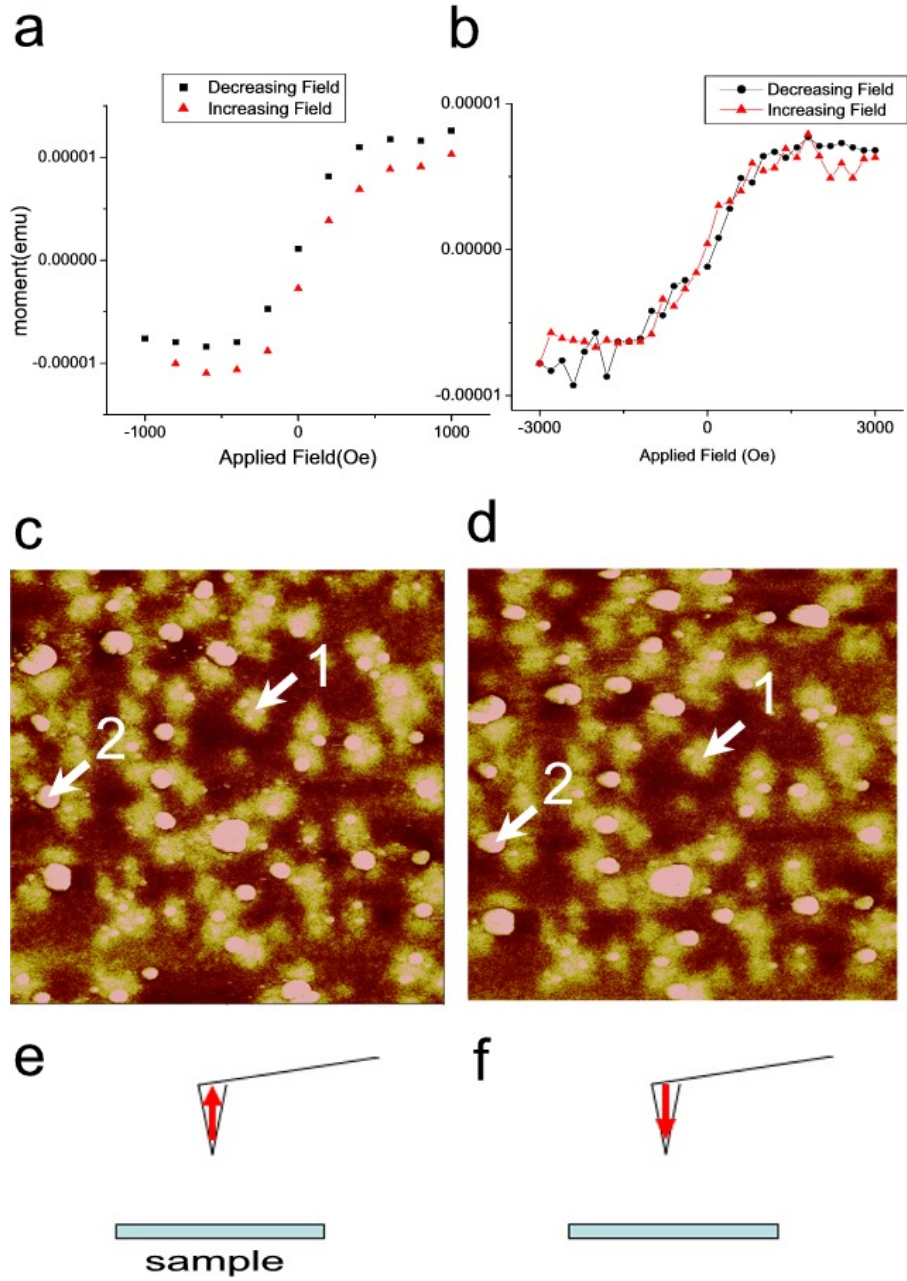 a
b
Decreasing Field
Increasing Field
Decreasing Field
Increasing Field
moment(emu)
0.00001
0.00000
-0.00001
-1000
0
1000
Applied Field(Oe)
0.00001
0.00000
-0.00001
-3000
0
3000
Applied Field (Oe)
c
d
1
2
1
2
e
f
sample